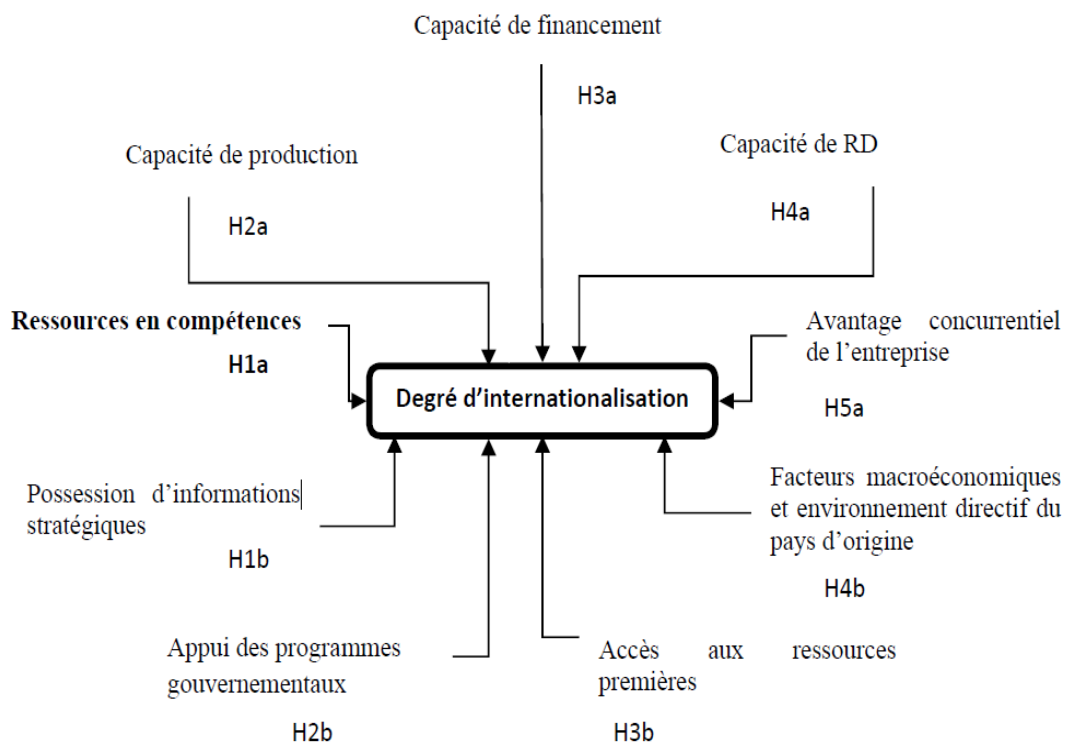 Capacité de financement
H3a
Capacité de production
H2a
Capacité de RD
H4a
Ressources en compétences
H1a
Avantage concurrentiel
de l’entreprise
H5a
Degré d’internationalisation
Possession d’informations
stratégiques
H1b
Facteurs macroéconomiques
et environnement directif du
pays d’origine
H4b
Appui des programmes
gouvernementaux
H2b
Accès aux ressources
premières
H3b